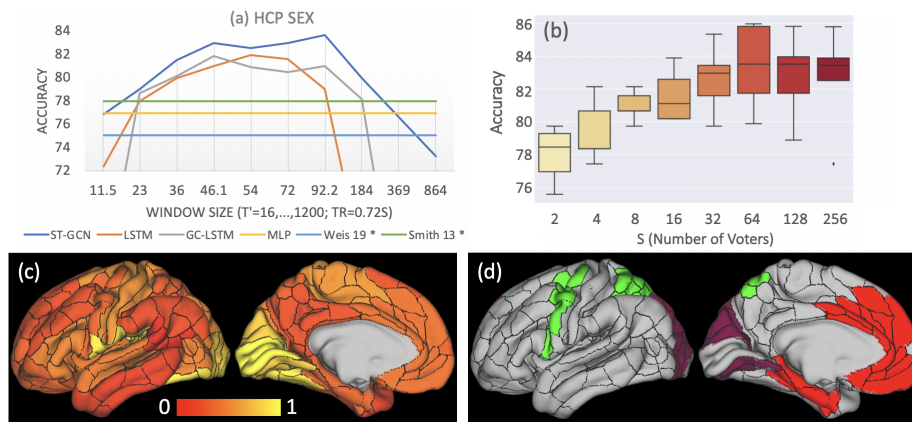 (a) HCP SEX
ACCURACY
84
82
80
78
76
74
72
11.5 23 36 46.1 54 72 92.2 184 369 864
WINDOW SIZE (T'=16,...,1200; TR=0.72S)
ST-GCN LSTM GC-LSTM MLP Weis 19 * Smith 13 *
(b)
Accuracy
86
84
82
80
78
76
2 4 8 16 32 64 128 256
S (Number of Voters)
(c)
0 1
(d)